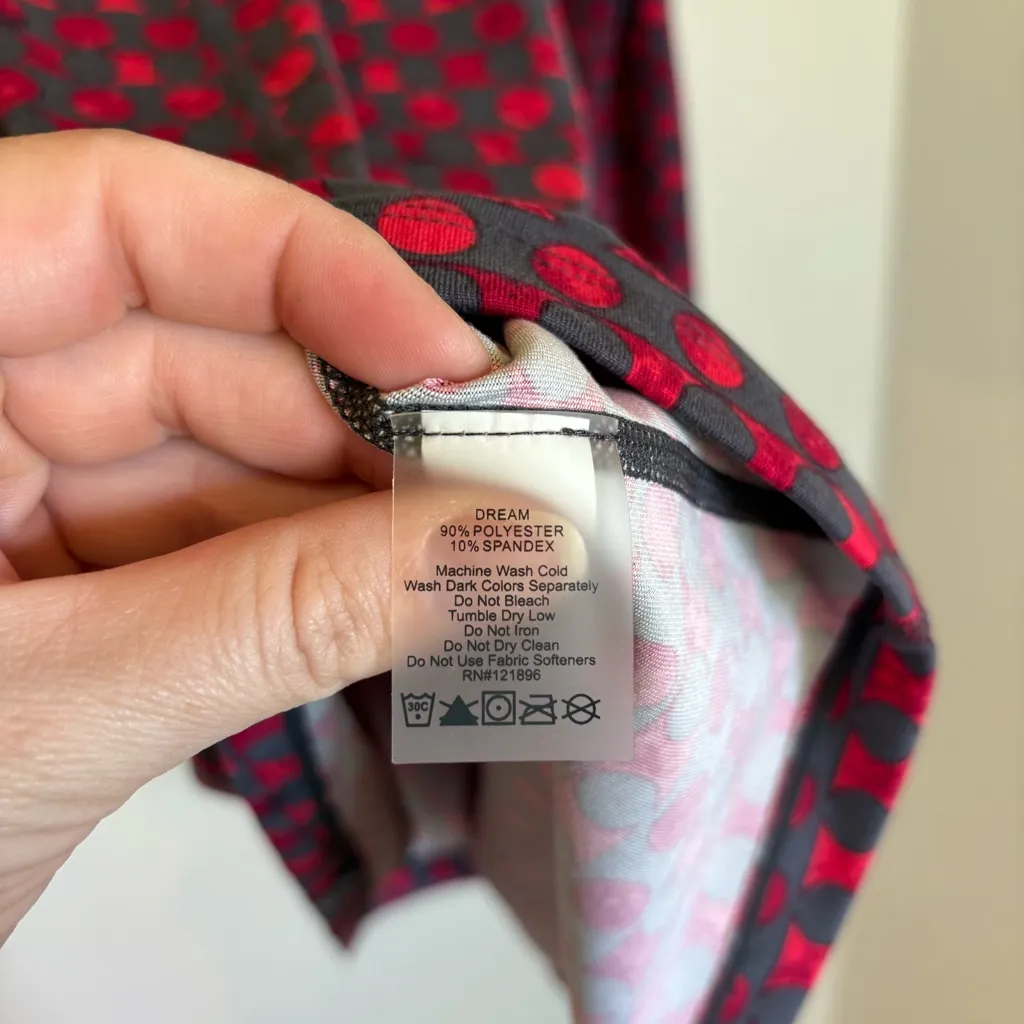 DREAM
90% POLYESTER
10% SPANDEX
Machine Wash Cold
Wash Dark Colors Separately
Do Not Bleach
Tumble Dry Low
Do Not Iron
Do Not Dry Clean
Do Not Use Fabric Softeners
RN#121896
30C